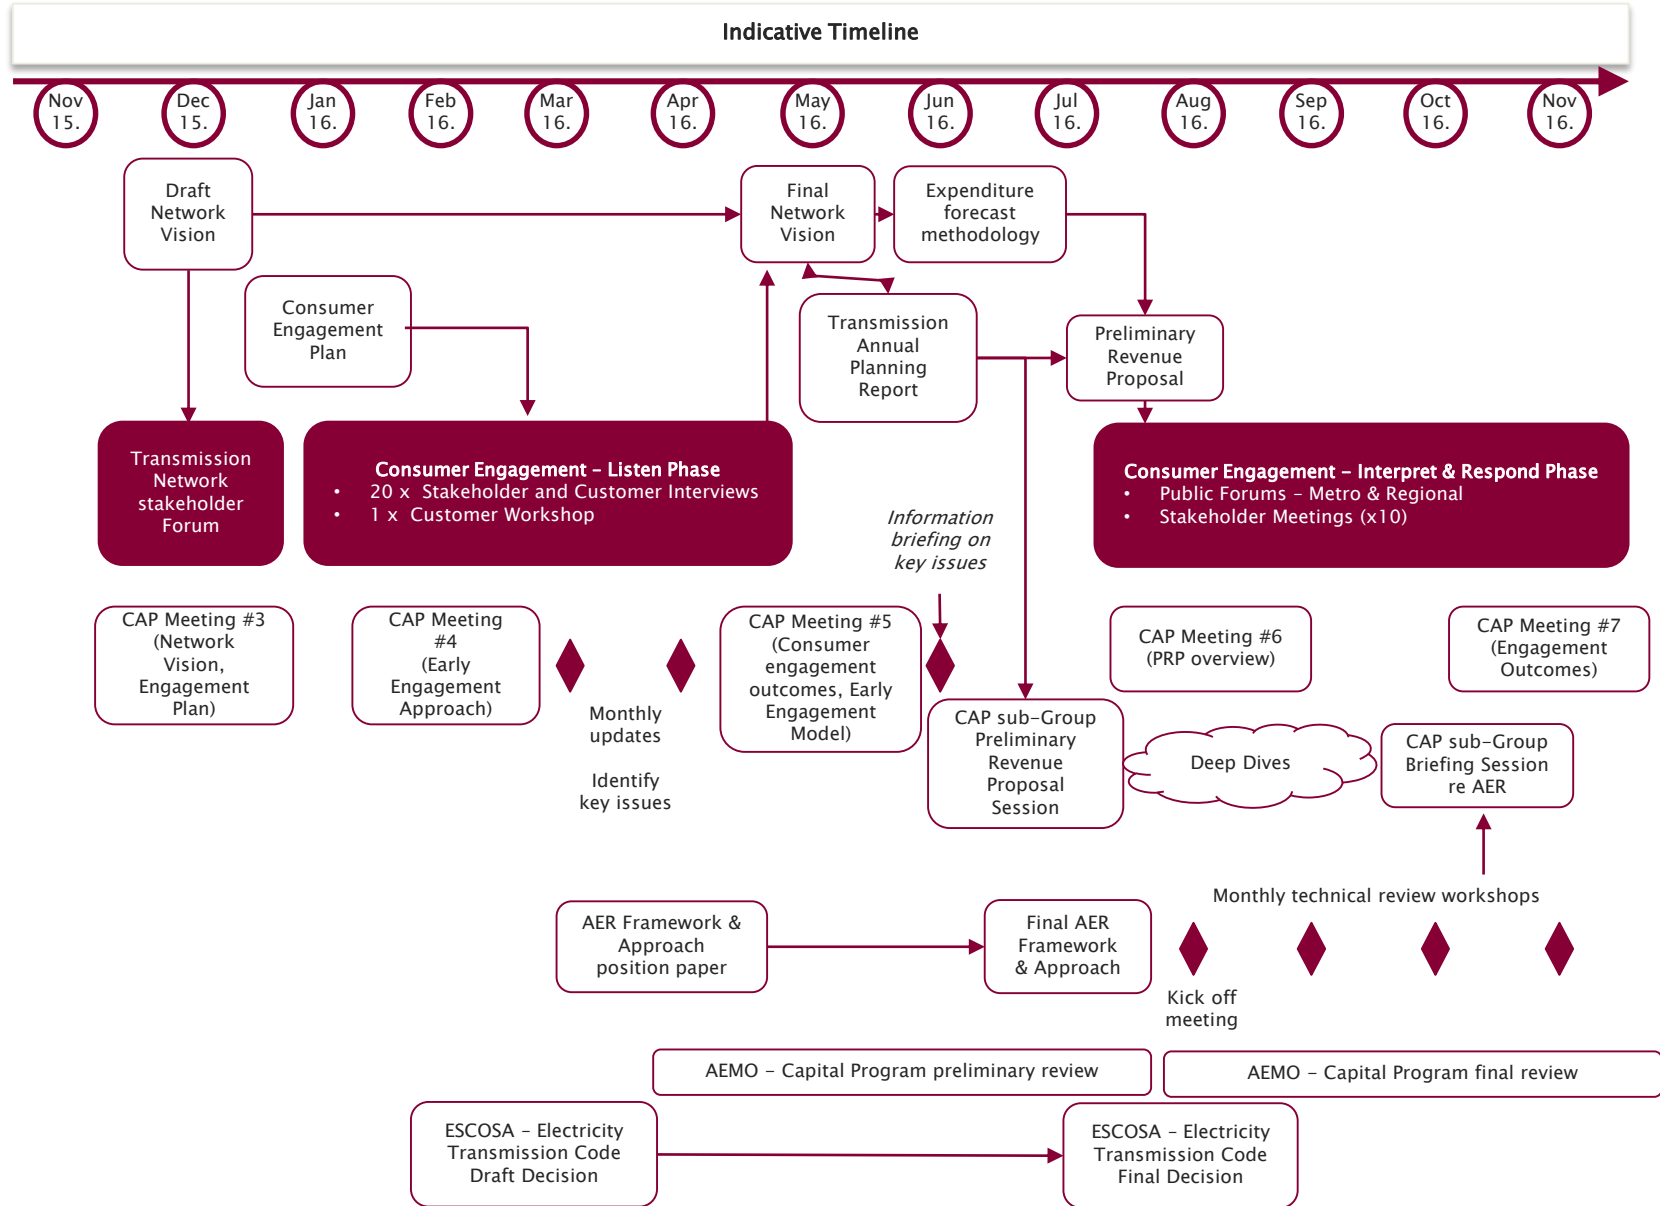 Indicative Timeline
Nov
15.
Dec
15.
Jan
16.
Feb
16.
Mar
16.
Apr
16.
May
16.
Jun
16.
Jul
16.
Aug
16.
Sep
16.
Oct
16.
Nov
16.
Draft
Network
Vision
Final
Network
Vision
Expenditure
forecast
methodology
Consumer
Engagement
Plan
Transmission
Annual
Planning
Report
Preliminary
Revenue
Proposal
Transmission
Network
stakeholder
Forum
Consumer Engagement – Listen Phase
• 20 x Stakeholder and Customer Interviews
• 1 x Customer Workshop
Information
briefing on
key issues
Consumer Engagement – Interpret & Respond Phase
• Public Forums – Metro & Regional
• Stakeholder Meetings (x10)
CAP Meeting #3
(Network
Vision,
Engagement
Plan)
CAP Meeting
#4
(Early
Engagement
Approach)
Monthly
updates
Identify
key issues
CAP Meeting #5
(Consumer
engagement
outcomes, Early
Engagement
Model)
CAP sub-Group
Preliminary
Revenue
Proposal
Session
CAP Meeting #6
(PRP overview)
CAP Meeting #7
(Engagement
Outcomes)
Deep Dives
CAP sub-Group
Briefing Session
re AER
Monthly technical review workshops
AER Framework &
Approach
position paper
Final AER
Framework
& Approach
Kick off
meeting
AEMO – Capital Program preliminary review
AEMO – Capital Program final review
ESCOSA – Electricity
Transmission Code
Draft Decision
ESCOSA – Electricity
Transmission Code
Final Decision